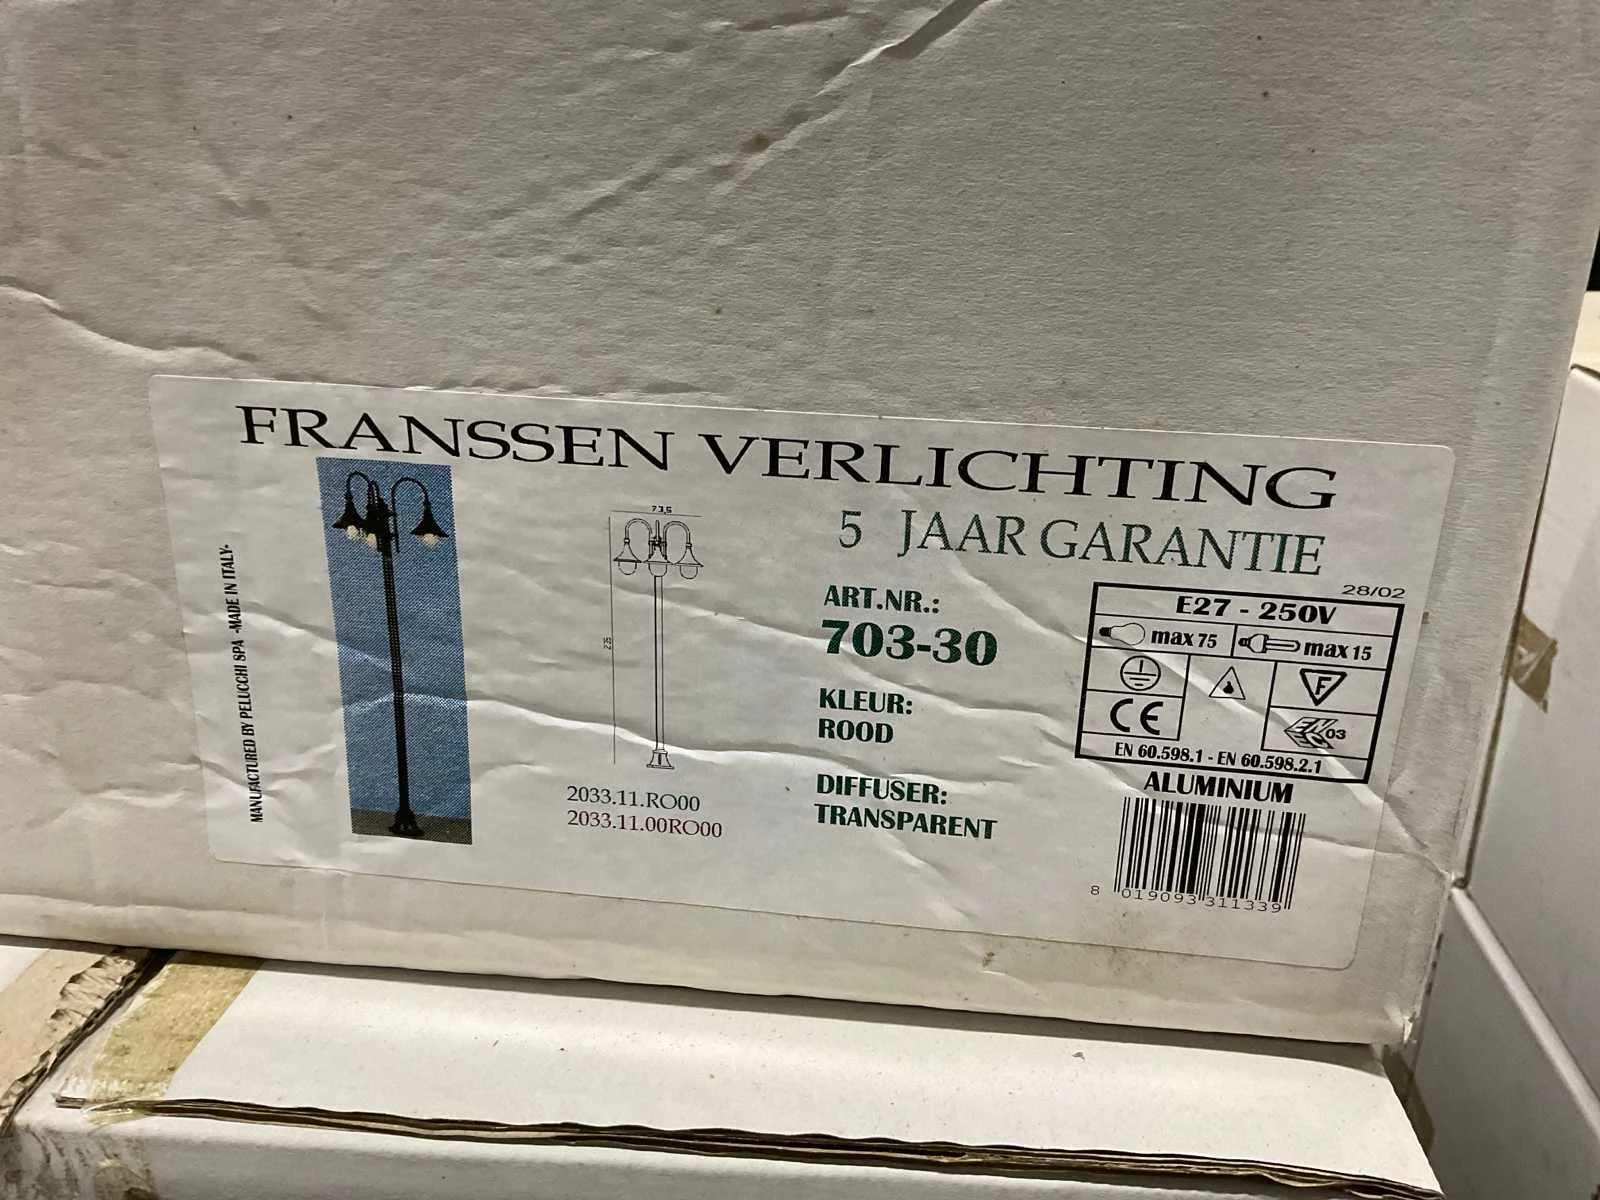 FRANSSEN VERLICHTING
5 JAAR GARANTIE
MANUFACTURED BY PELUCCHI SPA -MADE IN ITALY-
73,5
ART.NR.:
703-30
KLEUR:
ROOD
DIFFUSER:
TRANSPARENT
2033.11.RO00
2033.11.00RO00
28/02
E27 - 250V
max 75
max 15
F
CE
03
EN 60.598.1 - EN 60.598.2.1
ALUMINIUM
8 019093 311339